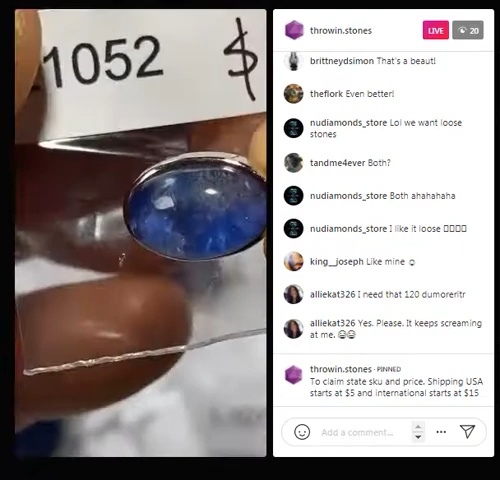 1052 $
throwin.stones LIVE 20
brittneydsimon That's a beaut!
theflork Even better!
nudiamonds_store Lol we want loose
stones
tandme4ever Both?
nudiamonds_store Both ahahahaha
nudiamonds_store I like it loose
king__joseph Like mine ☺
alliekat326 I need that 120 dumoreritr
alliekat326 Yes. Please. It keeps screaming
at me. 😂😂
throwin.stones · PINNED
To claim state sku and price. Shipping USA
starts at $5 and international starts at $15
Add a comment...